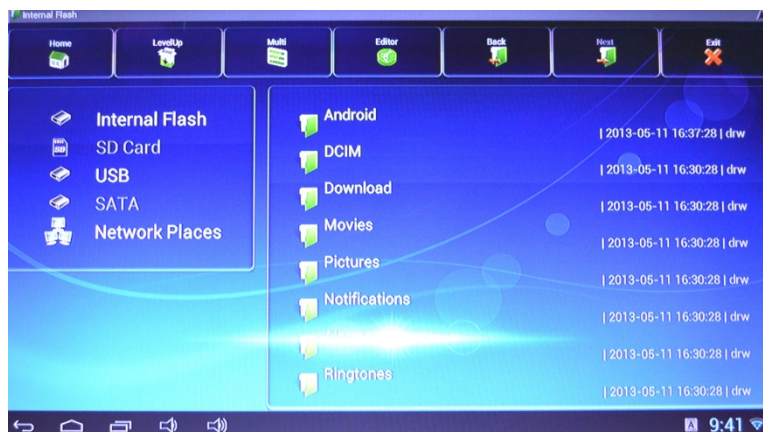 Internal Flash
Home
LevelUp
Multi
Editor
Back
Next
Exit
Internal Flash
SD Card
USB
SATA
Network Places
Android
| 2013-05-11 16:37:28 | drw
DCIM
| 2013-05-11 16:30:28 | drw
Download
| 2013-05-11 16:30:28 | drw
Movies
| 2013-05-11 16:30:28 | drw
Pictures
| 2013-05-11 16:30:28 | drw
Notifications
| 2013-05-11 16:30:28 | drw
| 2013-05-11 16:30:28 | drw
Ringtones
| 2013-05-11 16:30:28 | drw
A 9:41